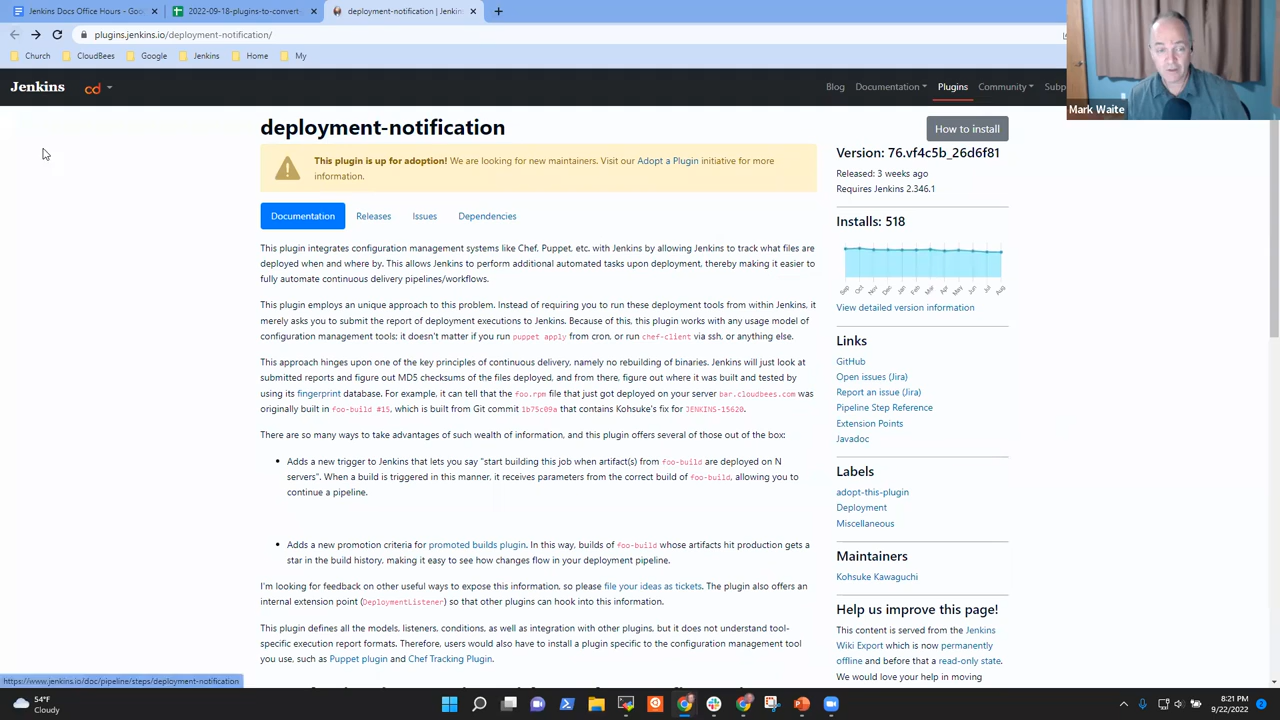 Jenkins Docs Office Hours - Goo
2022-09-18-plugins-to-convert-
deployment-notification | Jenkin
plugins.jenkins.io/deployment-notification/
Church
CloudBees
Google
Jenkins
Home
My
Jenkins
cd
Blog
Documentation
Plugins
Community
Subp
Mark Waite
deployment-notification
How to install
This plugin is up for adoption! We are looking for new maintainers. Visit our Adopt a Plugin initiative for more
information.
Documentation
Releases
Issues
Dependencies
This plugin integrates configuration management systems like Chef, Puppet, etc. with Jenkins by allowing Jenkins to track what files are
deployed when and where by. This allows Jenkins to perform additional automated tasks upon deployment, thereby making it easier to
fully automate continuous delivery pipelines/workflows.
This plugin employs an unique approach to this problem. Instead of requiring you to run these deployment tools from within Jenkins, it
merely asks you to submit the report of deployment executions to Jenkins. Because of this, this plugin works with any usage model of
configuration management tools: it doesn't matter if you run puppet apply from cron, or run chef-client via ssh, or anything else.
This approach hinges upon one of the key principles of continuous delivery, namely no rebuilding of binaries. Jenkins will just look at
submitted reports and figure out MD5 checksums of the files deployed, and from there, figure out where it was built and tested by
using its fingerprint database. For example, it can tell that the foo.rpm file that just got deployed on your server bar.cloudbees.com was
originally built in foo-build #15, which is built from Git commit 1b75c09a that contains Kohsuke's fix for JENKINS-15620.
There are so many ways to take advantages of such wealth of information, and this plugin offers several of those out of the box:
• Adds a new trigger to Jenkins that lets you say "start building this job when artifact(s) from foo-build are deployed on N
servers". When a build is triggered in this manner, it receives parameters from the correct build of foo-build, allowing you to
continue a pipeline.
• Adds a new promotion criteria for promoted builds plugin. In this way, builds of foo-build whose artifacts hit production gets a
star in the build history, making it easy to see how changes flow in your deployment pipeline.
I'm looking for feedback on other useful ways to expose this information, so please file your ideas as tickets. The plugin also offers an
internal extension point (DeploymentListener) so that other plugins can hook into this information.
This plugin defines all the models, listeners, conditions, as well as integration with other plugins, but it does not understand tool-
specific execution report formats. Therefore, users would also have to install a plugin specific to the configuration management tool
you use, such as Puppet plugin and Chef Tracking Plugin.
Version: 76.vf4c5b_26d6f81
Released: 3 weeks ago
Requires Jenkins 2.346.1
Installs: 518
Sep Oct Nov Dec Jan Feb Mar Apr May Jun Jul Aug
View detailed version information
Links
GitHub
Open issues (Jira)
Report an issue (Jira)
Pipeline Step Reference
Extension Points
Javadoc
Labels
adopt-this-plugin
Deployment
Miscellaneous
Maintainers
Kohsuke Kawaguchi
Help us improve this page!
This content is served from the Jenkins
Wiki Export which is now permanently
offline and before that a read-only state.
We would love your help in moving
https://www.jenkins.io/doc/pipeline/steps/deployment-notification
54°F
Cloudy
8:21 PM
9/22/2022